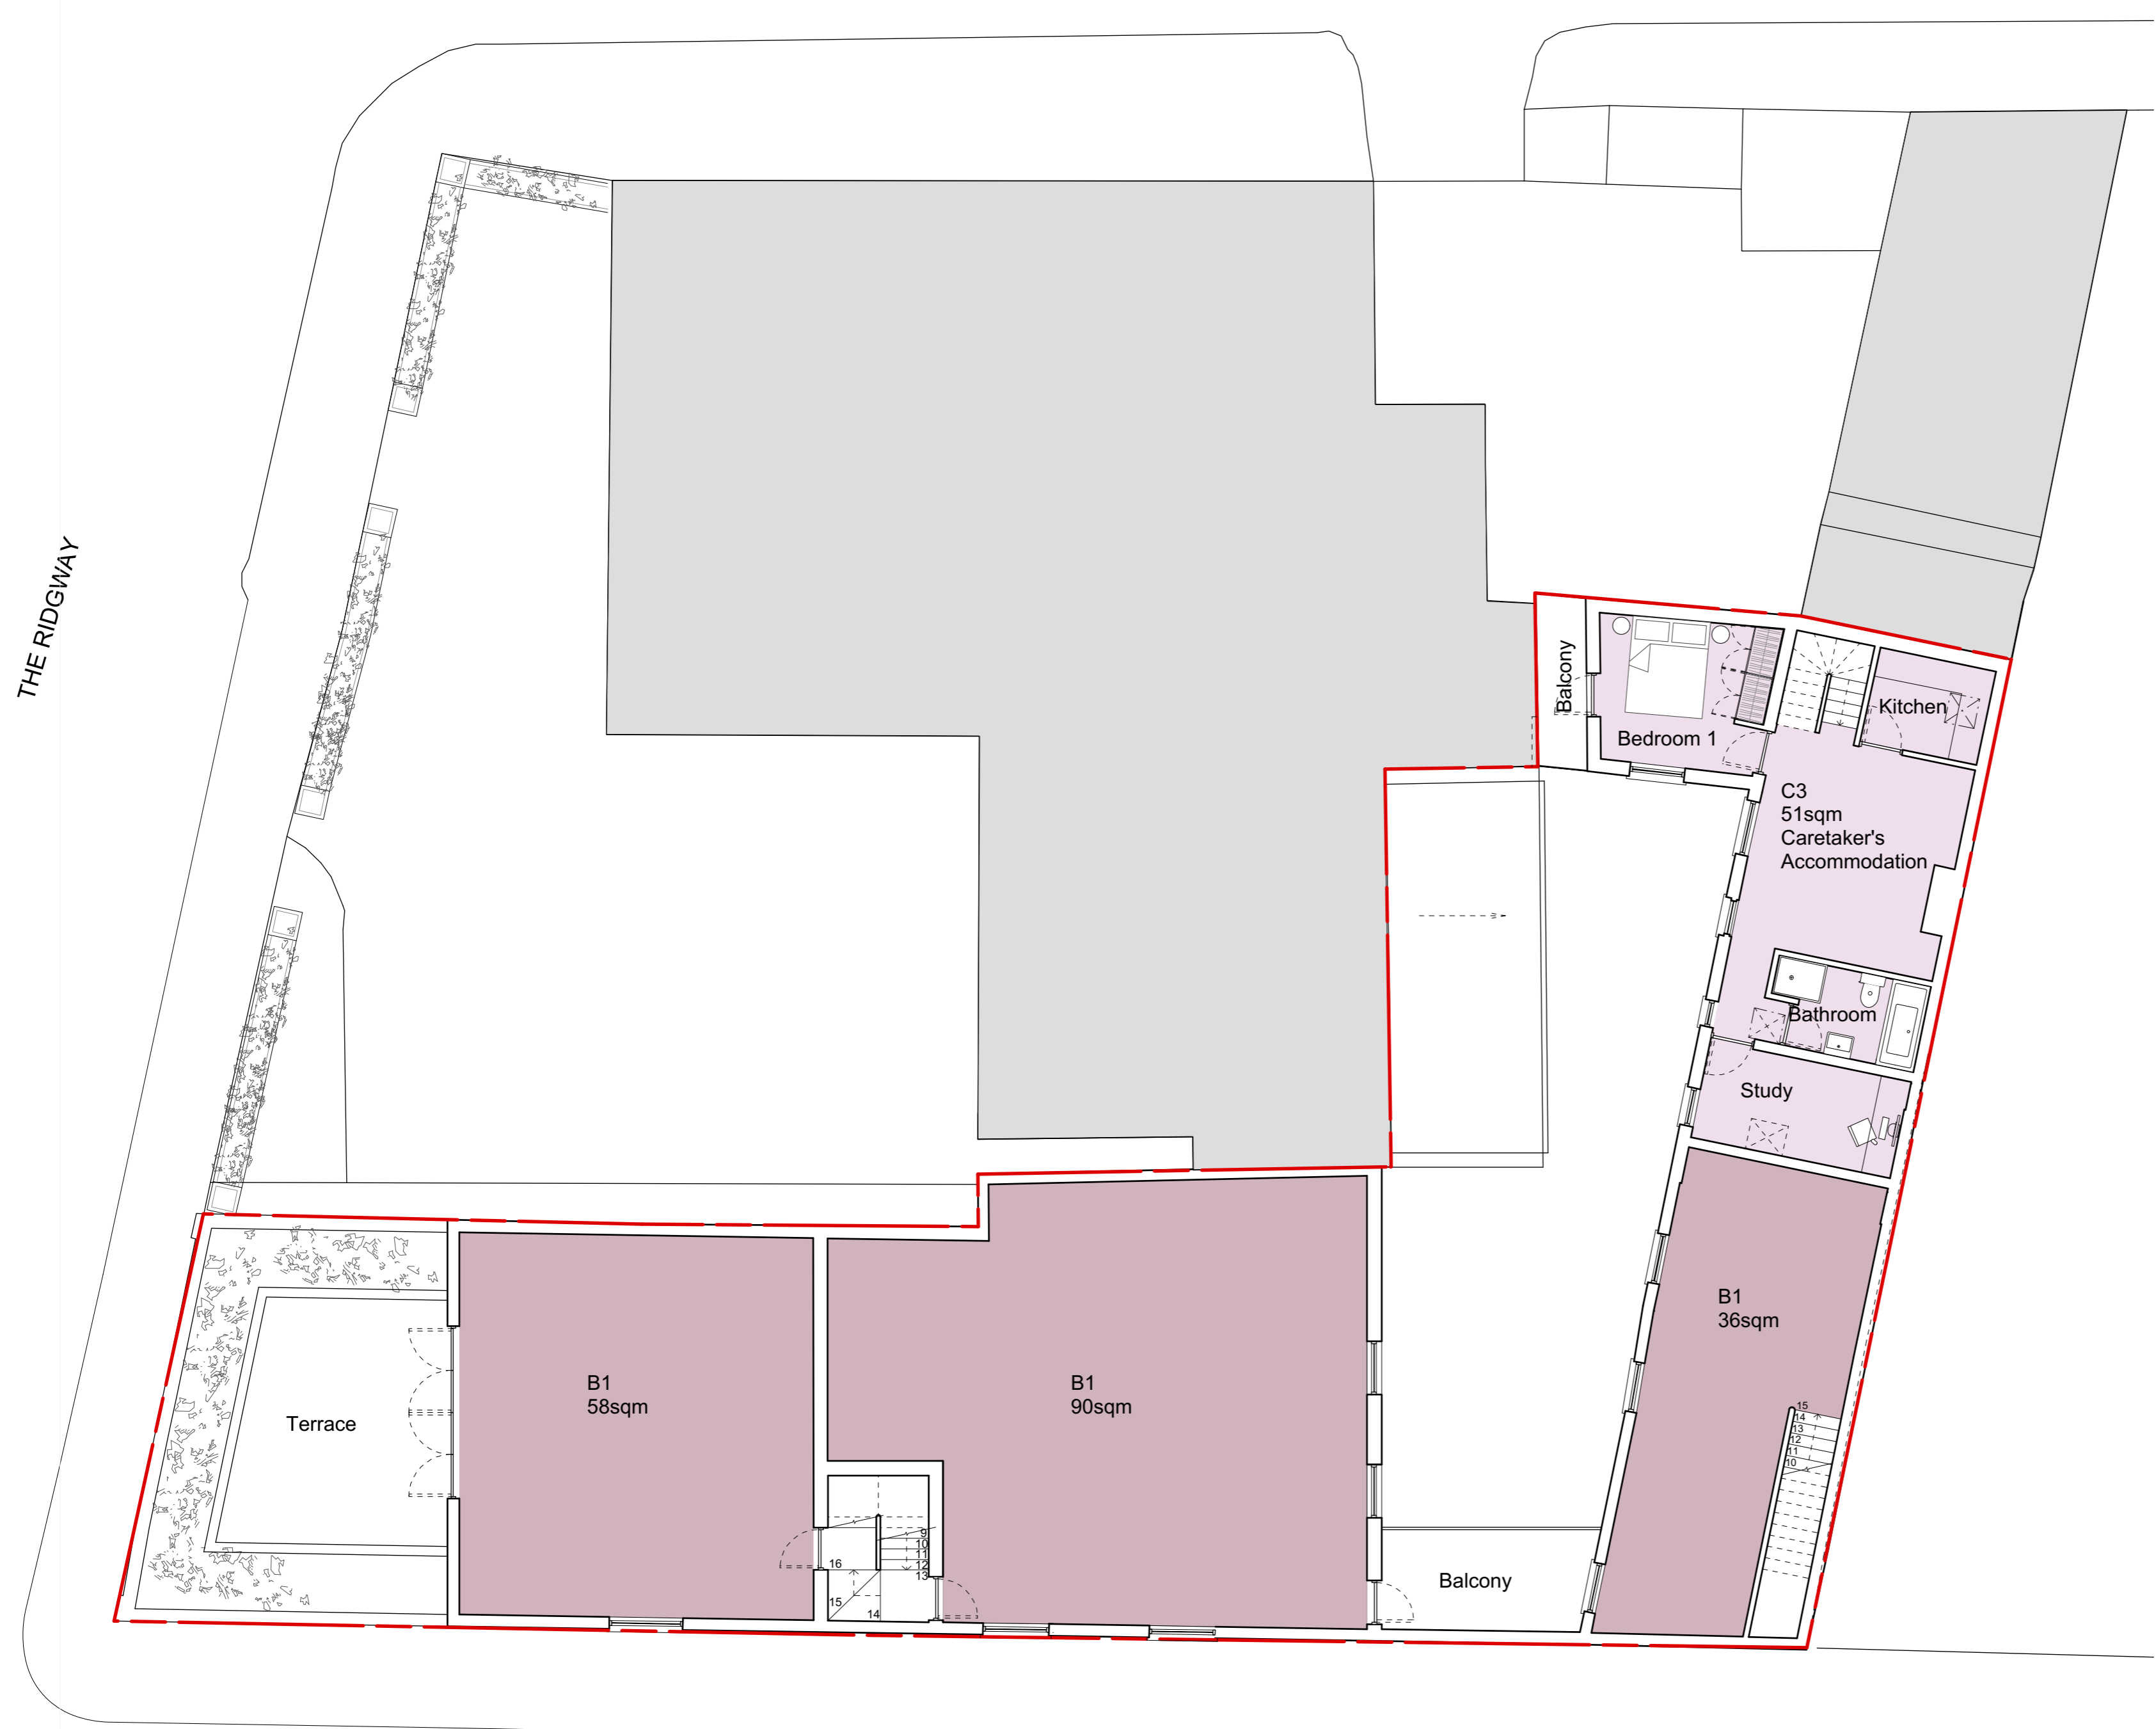 THE RIDGWAY
Balcony
Bedroom 1
Kitchen
C3
51sqm
Caretaker's
Accommodation
Bathroom
Study
B1
36sqm
15
14
13
12
11
10
B1
58sqm
B1
90sqm
Terrace
9
10
11
12
13
16
15
14
Balcony